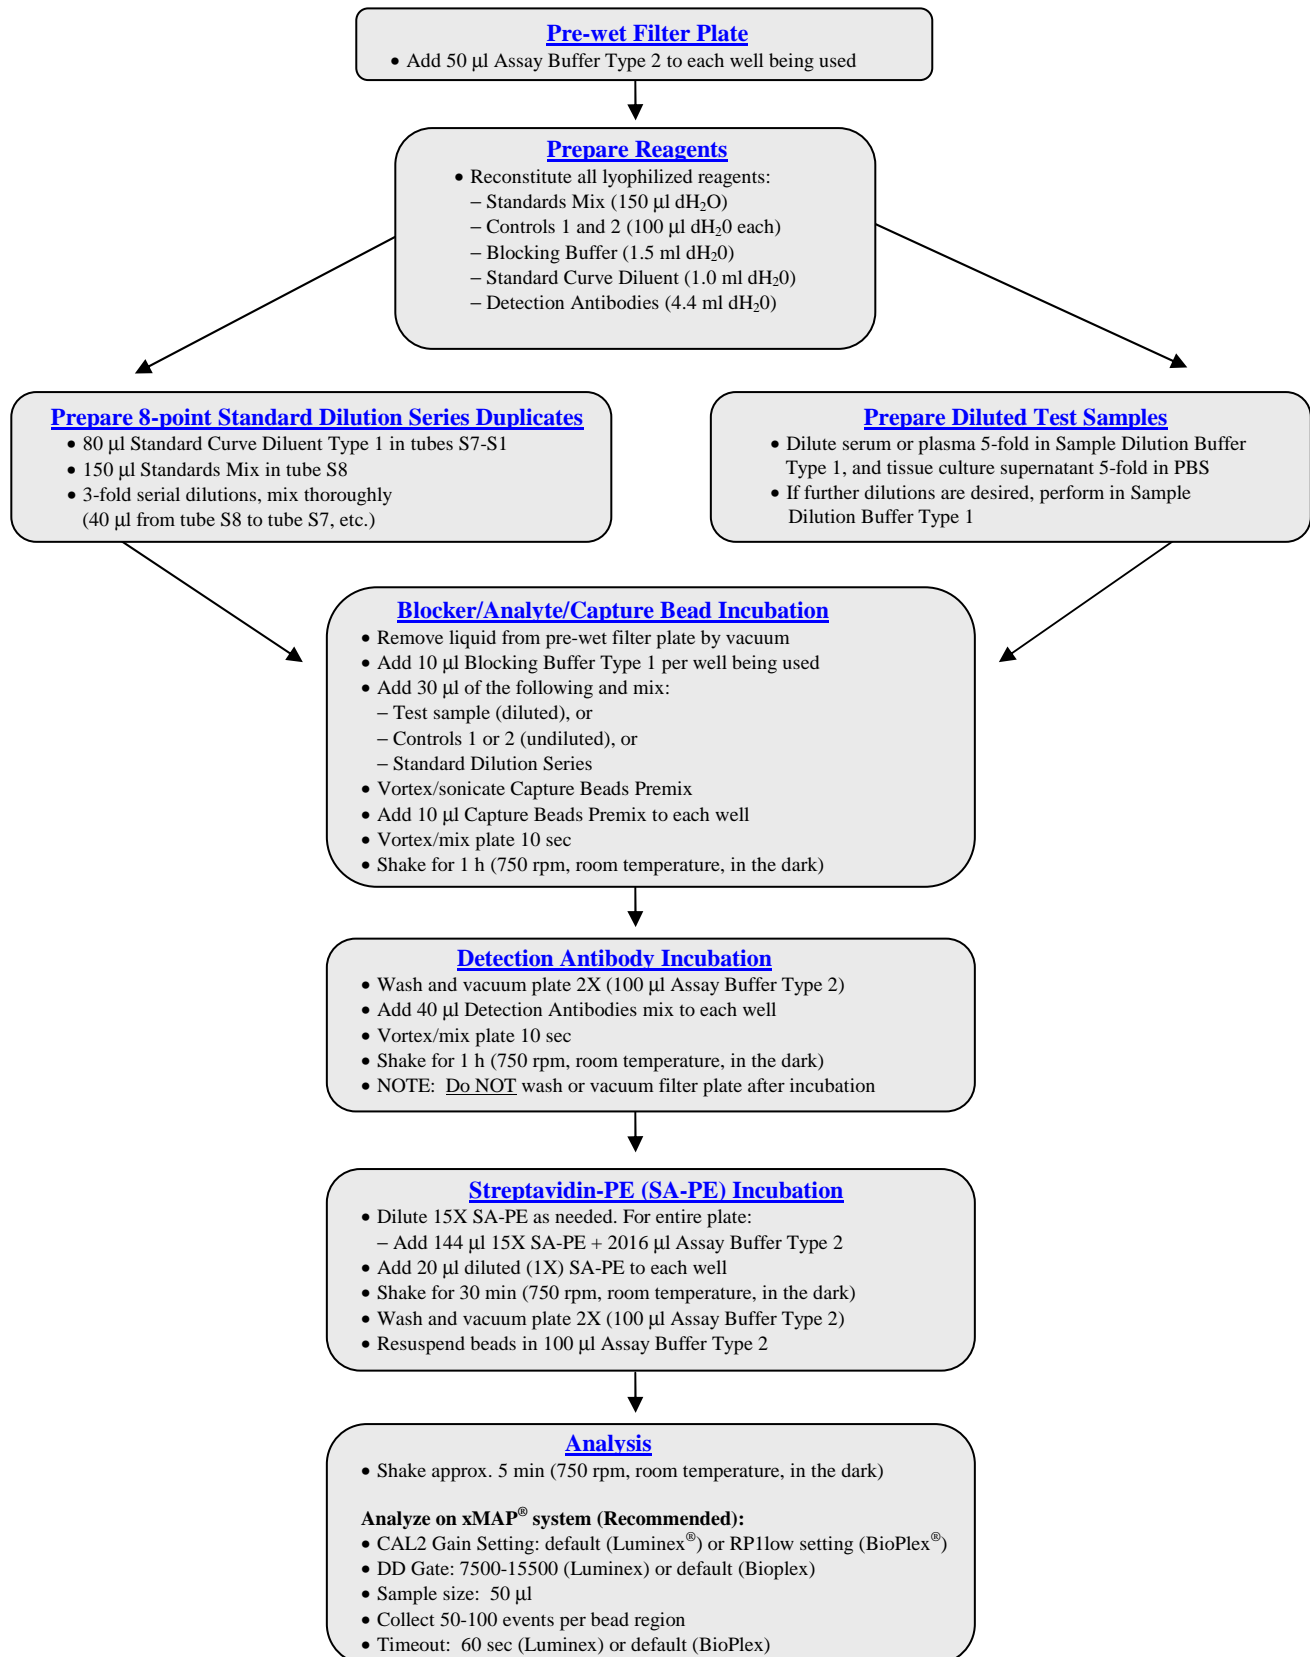 Pre-wet Filter Plate
• Add 50 µl Assay Buffer Type 2 to each well being used
Prepare Reagents
• Reconstitute all lyophilized reagents:
– Standards Mix (150 µl dH₂O)
– Controls 1 and 2 (100 µl dH₂0 each)
– Blocking Buffer (1.5 ml dH₂0)
– Standard Curve Diluent (1.0 ml dH₂0)
– Detection Antibodies (4.4 ml dH₂0)
Prepare 8-point Standard Dilution Series Duplicates
• 80 µl Standard Curve Diluent Type 1 in tubes S7-S1
• 150 µl Standards Mix in tube S8
• 3-fold serial dilutions, mix thoroughly
(40 µl from tube S8 to tube S7, etc.)
Prepare Diluted Test Samples
• Dilute serum or plasma 5-fold in Sample Dilution Buffer
Type 1, and tissue culture supernatant 5-fold in PBS
• If further dilutions are desired, perform in Sample
Dilution Buffer Type 1
Blocker/Analyte/Capture Bead Incubation
• Remove liquid from pre-wet filter plate by vacuum
• Add 10 µl Blocking Buffer Type 1 per well being used
• Add 30 µl of the following and mix:
– Test sample (diluted), or
– Controls 1 or 2 (undiluted), or
– Standard Dilution Series
• Vortex/sonicate Capture Beads Premix
• Add 10 µl Capture Beads Premix to each well
• Vortex/mix plate 10 sec
• Shake for 1 h (750 rpm, room temperature, in the dark)
Detection Antibody Incubation
• Wash and vacuum plate 2X (100 µl Assay Buffer Type 2)
• Add 40 µl Detection Antibodies mix to each well
• Vortex/mix plate 10 sec
• Shake for 1 h (750 rpm, room temperature, in the dark)
• NOTE: Do NOT wash or vacuum filter plate after incubation
Streptavidin-PE (SA-PE) Incubation
• Dilute 15X SA-PE as needed. For entire plate:
– Add 144 µl 15X SA-PE + 2016 µl Assay Buffer Type 2
• Add 20 µl diluted (1X) SA-PE to each well
• Shake for 30 min (750 rpm, room temperature, in the dark)
• Wash and vacuum plate 2X (100 µl Assay Buffer Type 2)
• Resuspend beads in 100 µl Assay Buffer Type 2
Analysis
• Shake approx. 5 min (750 rpm, room temperature, in the dark)
Analyze on xMAP® system (Recommended):
• CAL2 Gain Setting: default (Luminex®) or RP1low setting (BioPlex®)
• DD Gate: 7500-15500 (Luminex) or default (Bioplex)
• Sample size: 50 µl
• Collect 50-100 events per bead region
• Timeout: 60 sec (Luminex) or default (BioPlex)